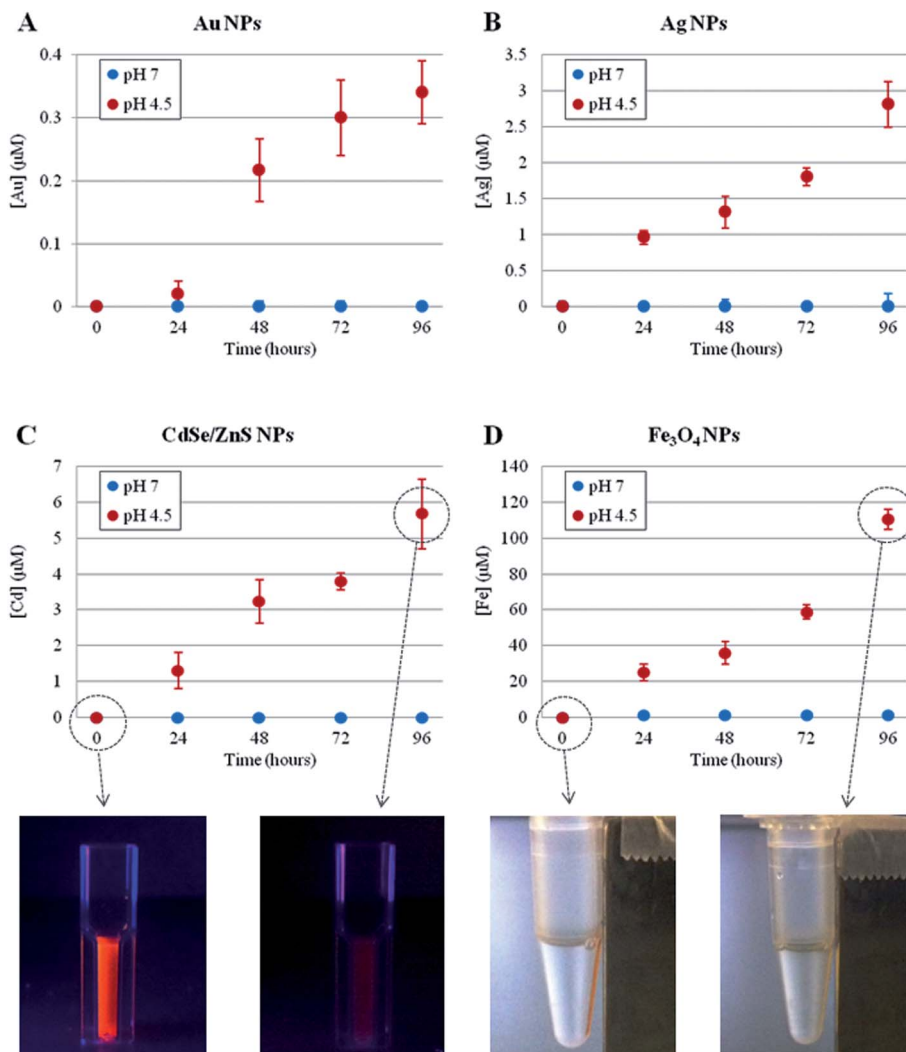 A
Au NPs
[Au] (µM)
0.4
0.3
0.2
0.1
0
pH 7
pH 4.5
0 24 48 72 96
Time (hours)
B
Ag NPs
[Ag] (µM)
3.5
3
2.5
2
1.5
1
0.5
0
pH 7
pH 4.5
0 24 48 72 96
Time (hours)
C
CdSe/ZnS NPs
[Cd] (µM)
7
6
5
4
3
2
1
0
pH 7
pH 4.5
0 24 48 72 96
Time (hours)
D
Fe₃O₄ NPs
[Fe] (µM)
140
120
100
80
60
40
20
0
pH 7
pH 4.5
0 24 48 72 96
Time (hours)